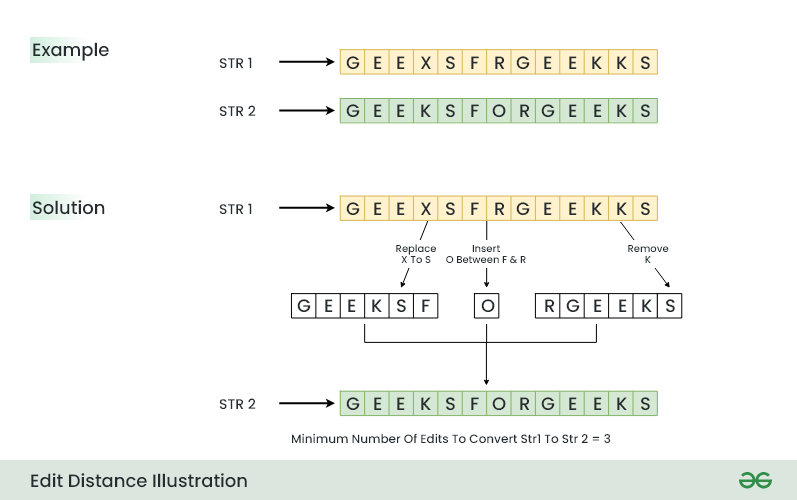 Example
STR 1
G E E X S F R G E E K K S
STR 2
G E E K S F O R G E E K S
Solution
STR 1
G E E X S F R G E E K K S
Replace
X To S
Insert
O Between F & R
Remove
K
G E E K S F
O
R G E E K S
STR 2
G E E K S F O R G E E K S
Minimum Number Of Edits To Convert Str1 To Str 2 = 3
Edit Distance Illustration